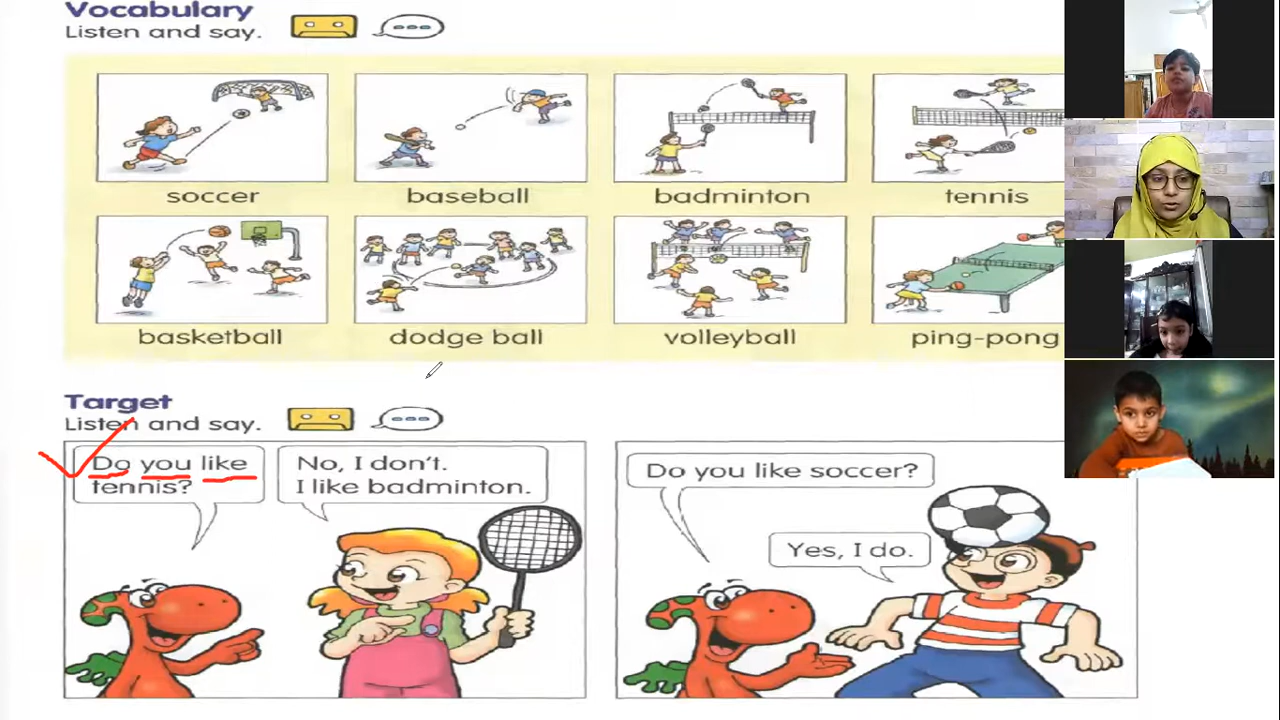 Vocabulary
Listen and say.
soccer
baseball
badminton
tennis
basketball
dodge ball
volleyball
ping-pong
Target
Listen and say.
Do you like
tennis?
No, I don't.
I like badminton.
Do you like soccer?
Yes, I do.